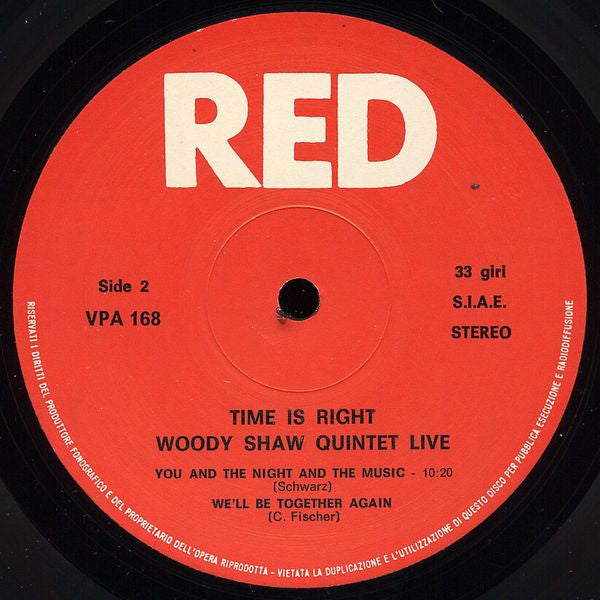 RED
Side 2
VPA 168
33 giri
S.I.A.E.
STEREO
TIME IS RIGHT
WOODY SHAW QUINTET LIVE
YOU AND THE NIGHT AND THE MUSIC - 10:20
(Schwarz)
WE'LL BE TOGETHER AGAIN
(C. Fischer)
RISERVATI I DIRITTI DEL PRODUTTORE FONOGRAFICO E DEL PROPRIETARIO DELL'OPERA RIPRODOTTA - VIETATA LA DUPLICAZIONE E L'UTILIZZAZIONE DI QUESTO DISCO PER PUBBLICA ESECUZIONE E RADIODIFFUSIONE